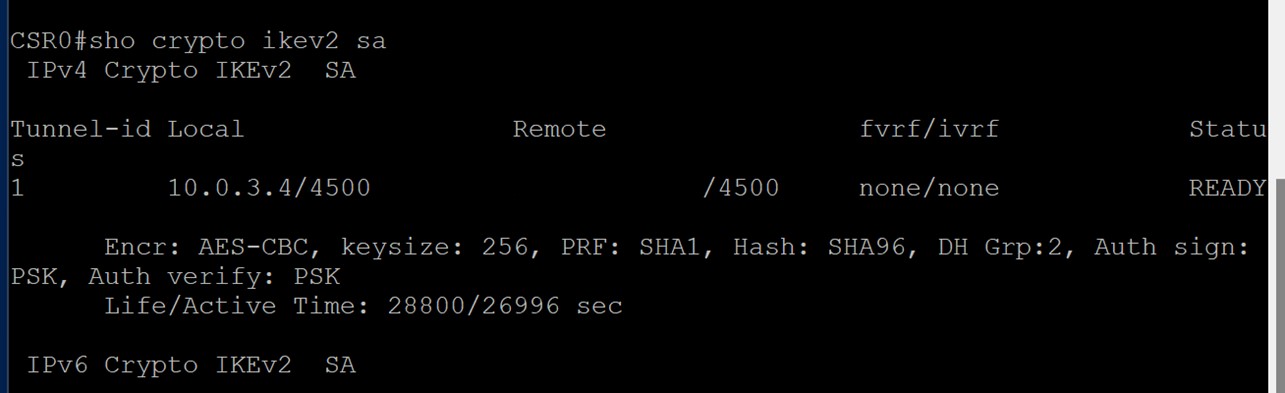 CSR0#sho crypto ikev2 sa
 IPv4 Crypto IKEv2  SA

Tunnel-id Local                 Remote                fvrf/ivrf            Statu
s
1         10.0.3.4/4500                     /4500     none/none            READY

      Encr: AES-CBC, keysize: 256, PRF: SHA1, Hash: SHA96, DH Grp:2, Auth sign:
PSK, Auth verify: PSK
      Life/Active Time: 28800/26996 sec

 IPv6 Crypto IKEv2  SA